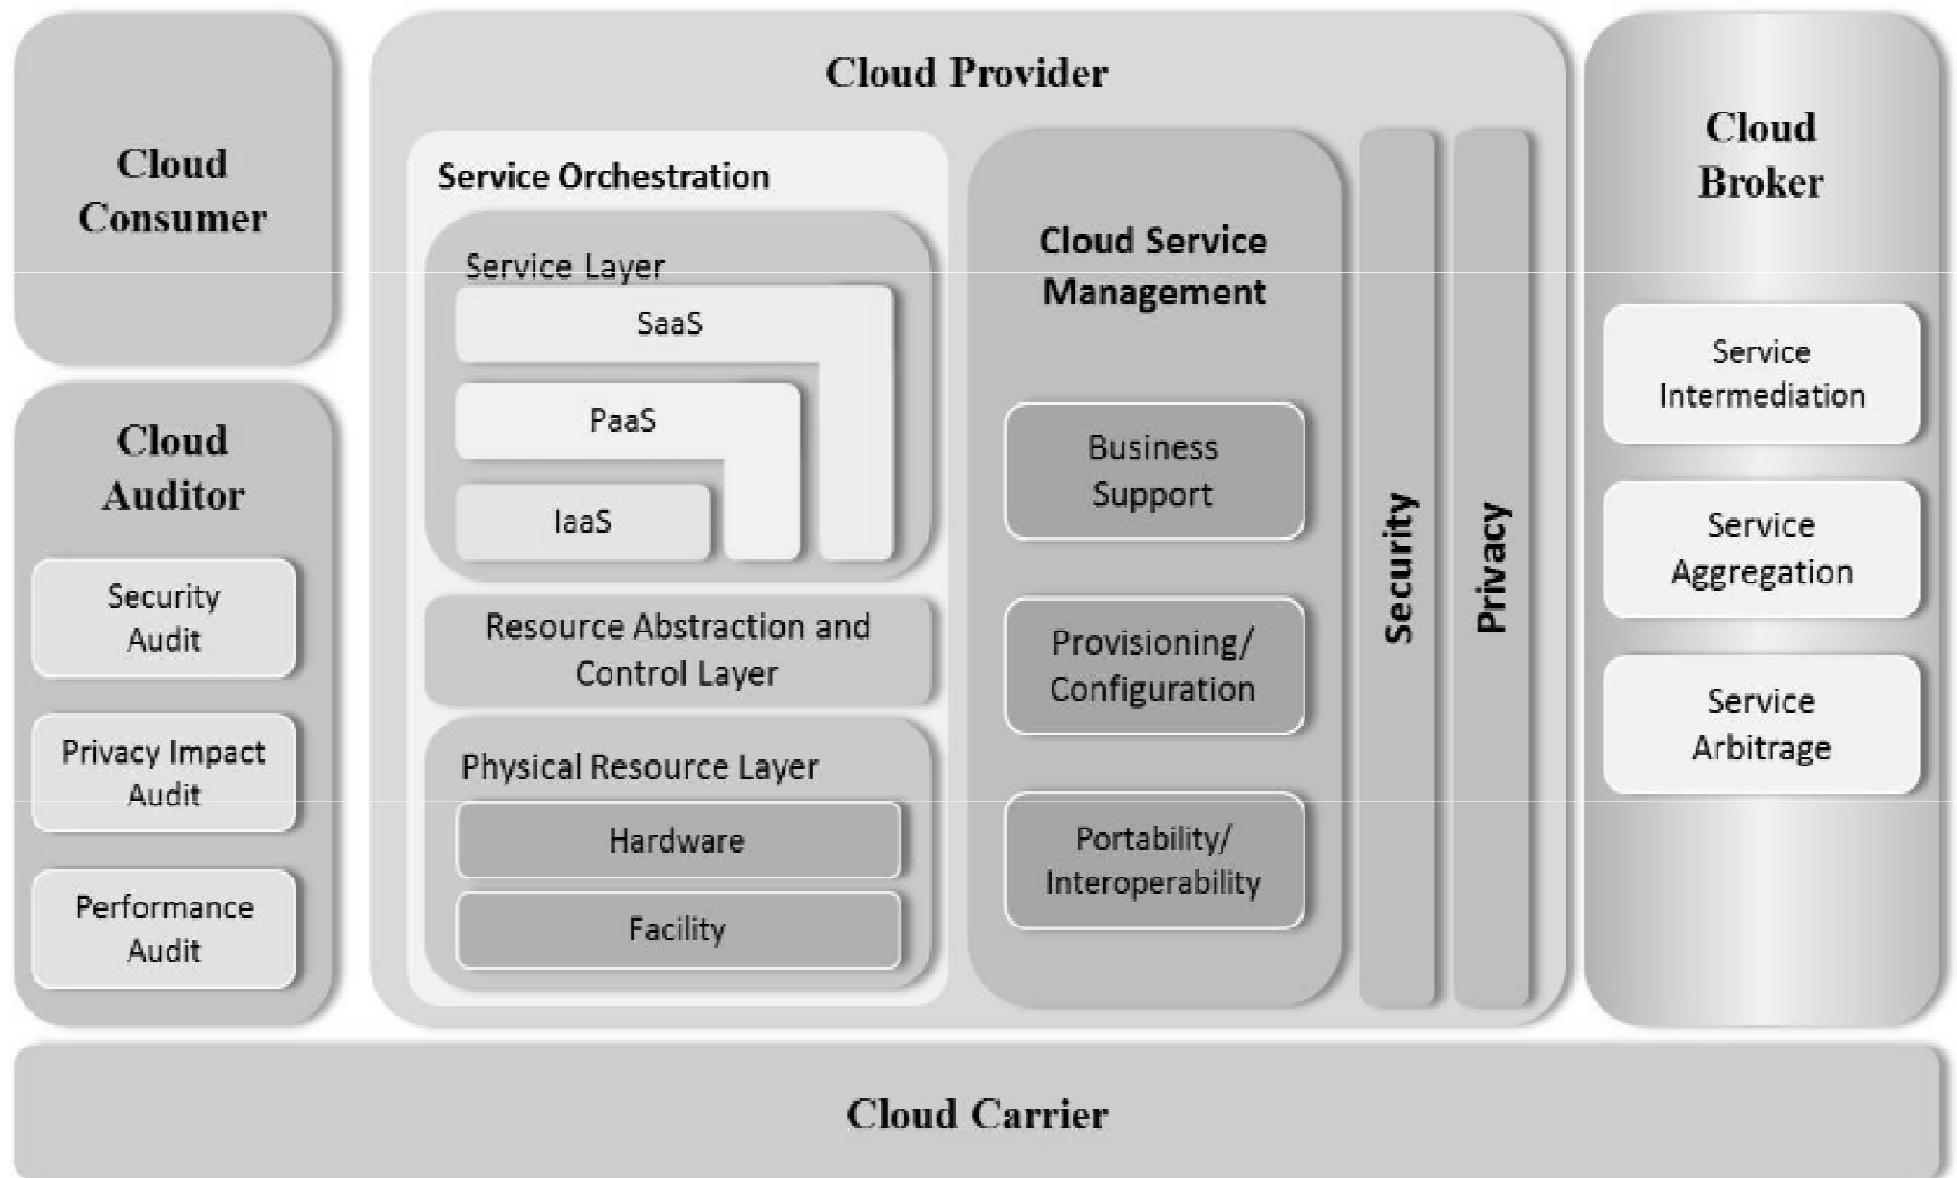 Cloud
Consumer
Cloud
Auditor
Security
Audit
Privacy Impact
Audit
Performance
Audit
Cloud Provider
Service Orchestration
Service Layer
SaaS
PaaS
IaaS
Resource Abstraction and
Control Layer
Physical Resource Layer
Hardware
Facility
Cloud Service
Management
Business
Support
Provisioning/
Configuration
Portability/
Interoperability
Security
Privacy
Cloud
Broker
Service
Intermediation
Service
Aggregation
Service
Arbitrage
Cloud Carrier